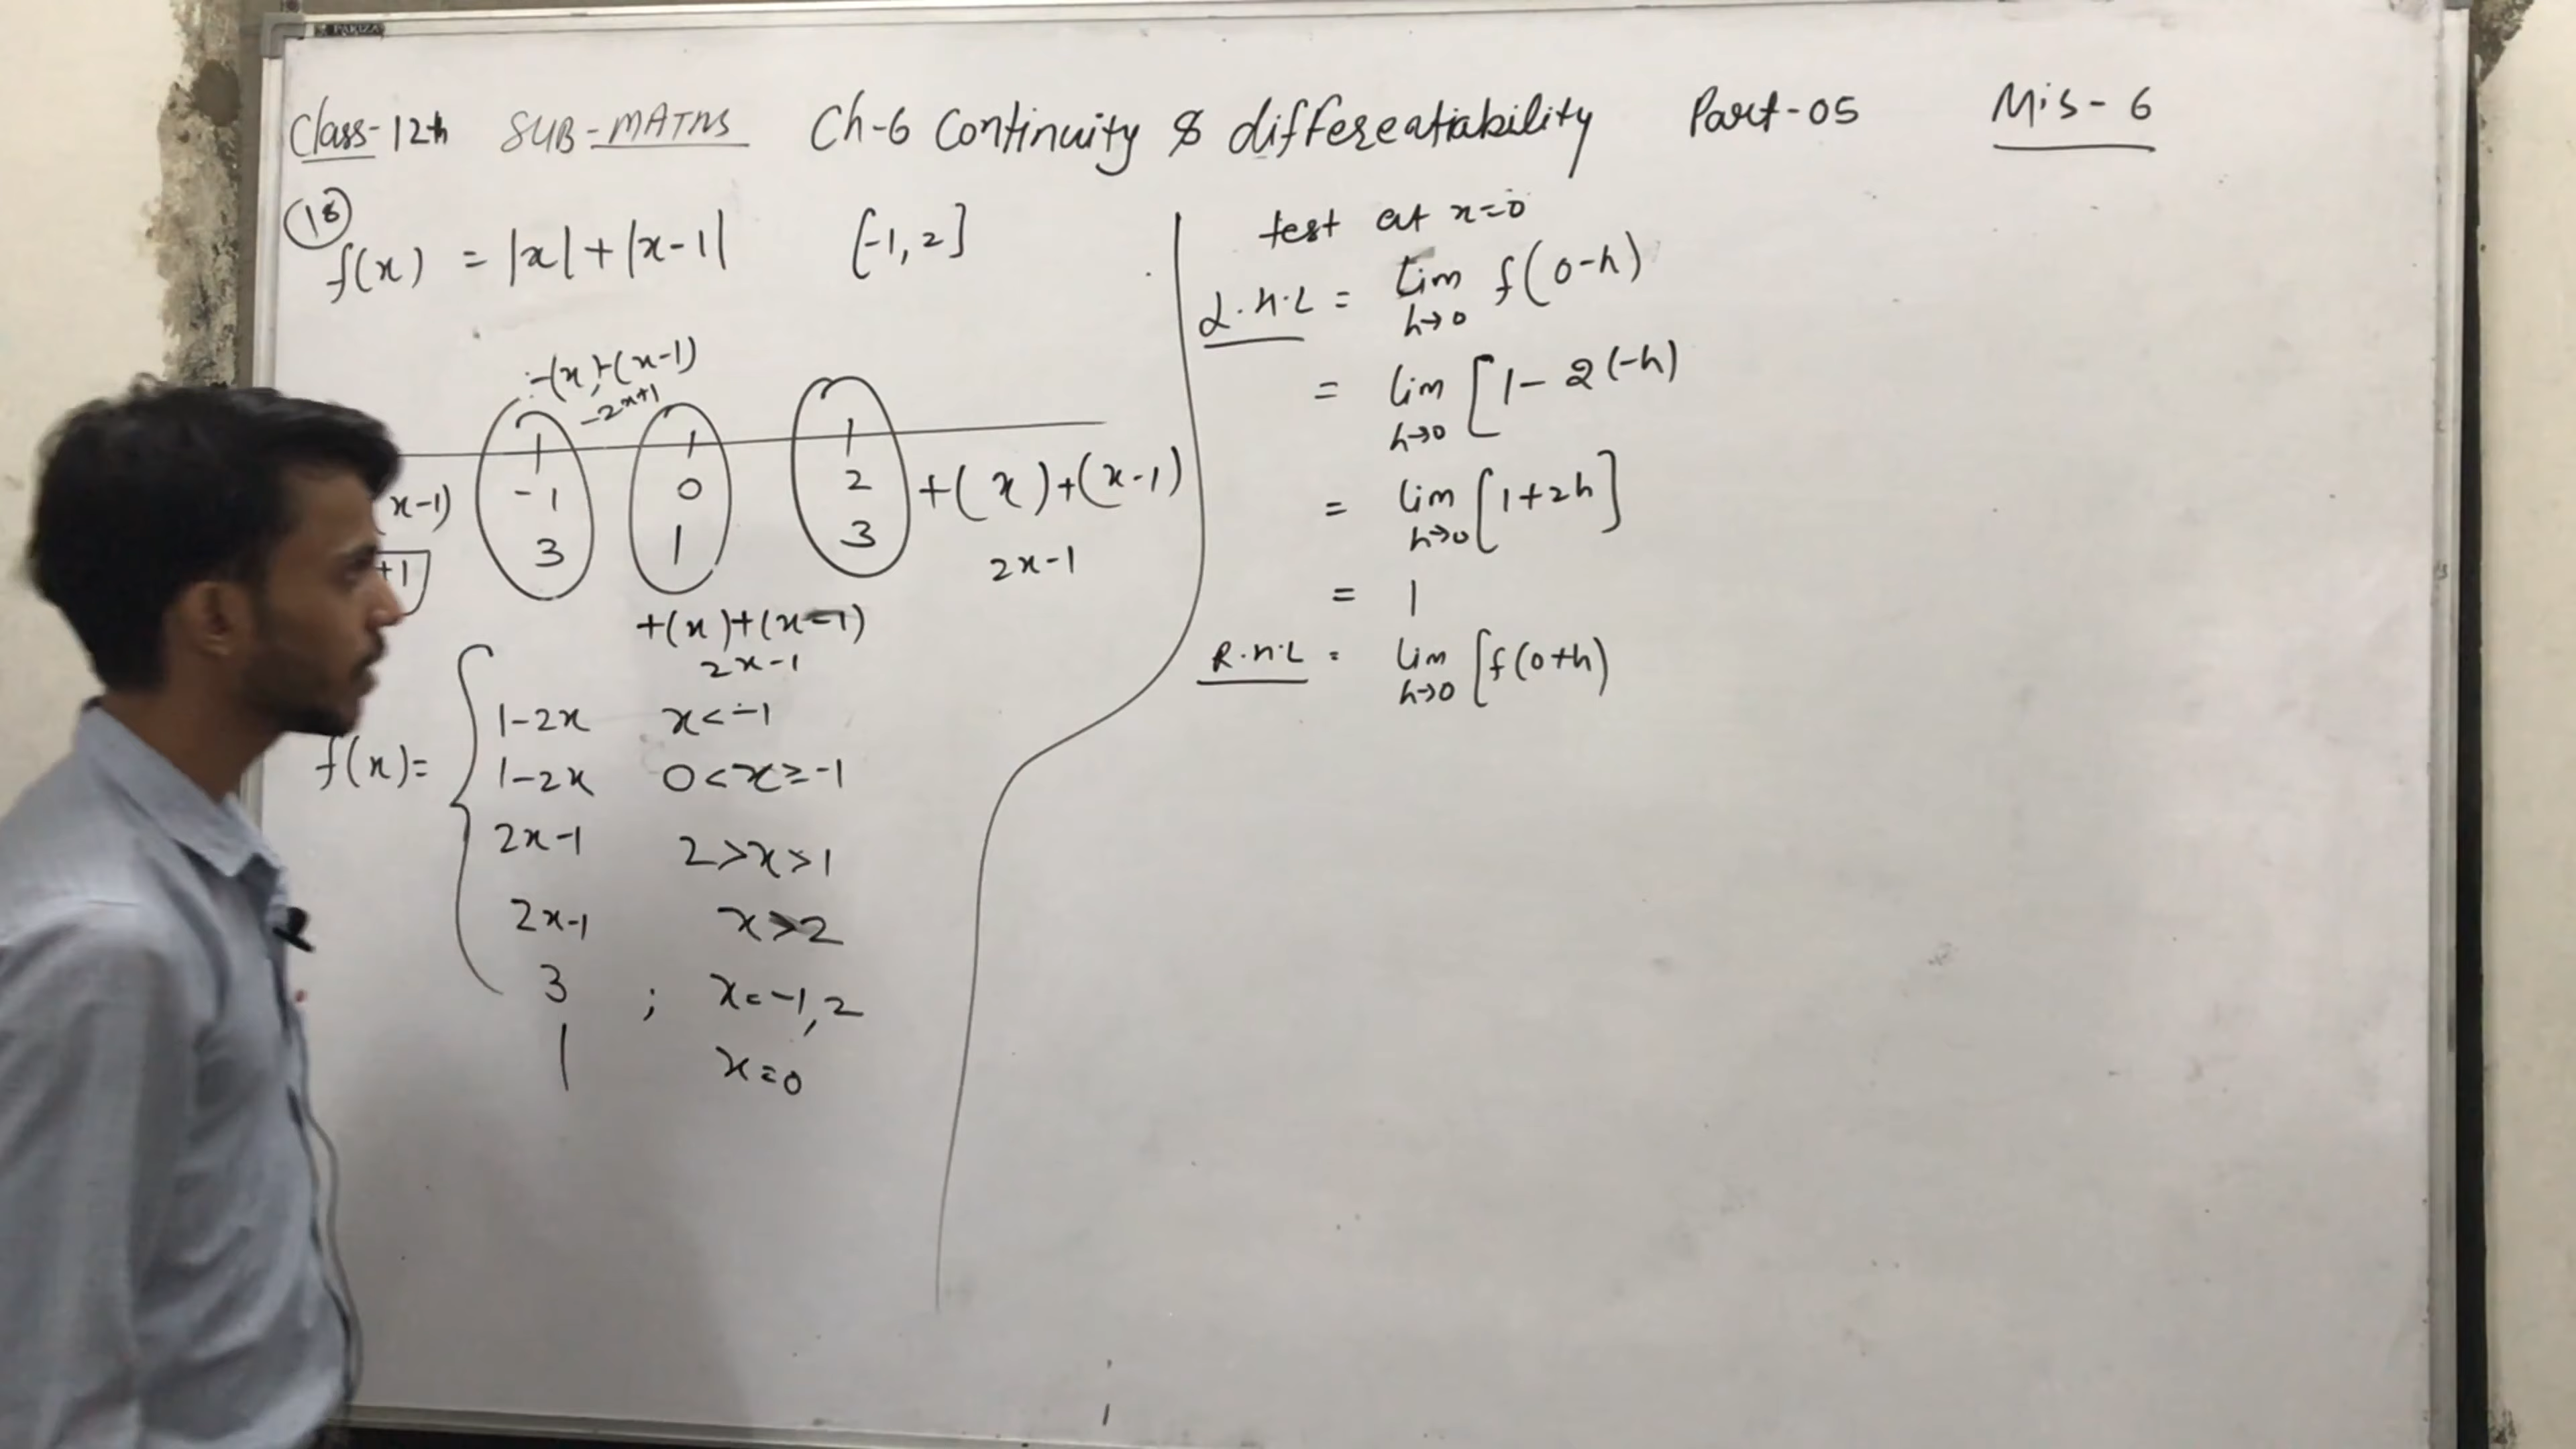 Class-12th SUB-MATHS Ch-6 Continuity & differeatiability Part-05 Mis-6
18
f(x) = |x|+|x-1| [-1, 2]
-(x)-(x-1)
-2x+1
-1 0 2 +(x)+(x-1)
x-1)
3 1 3
+1
2x-1
+(x)+(x-1)
2x-1
f(x)=
1-2x x<-1
1-2x 0<x≥-1
2x-1 2>x>1
2x-1 x>2
3 ; x=-1,2
1 x=0
test at x=0
L.H.L = lim h→0 f(0-h)
= lim h→0 [1-2(-h)
= lim h→0 [1+2h]
= 1
R.H.L = lim h→0 [f(0+h)